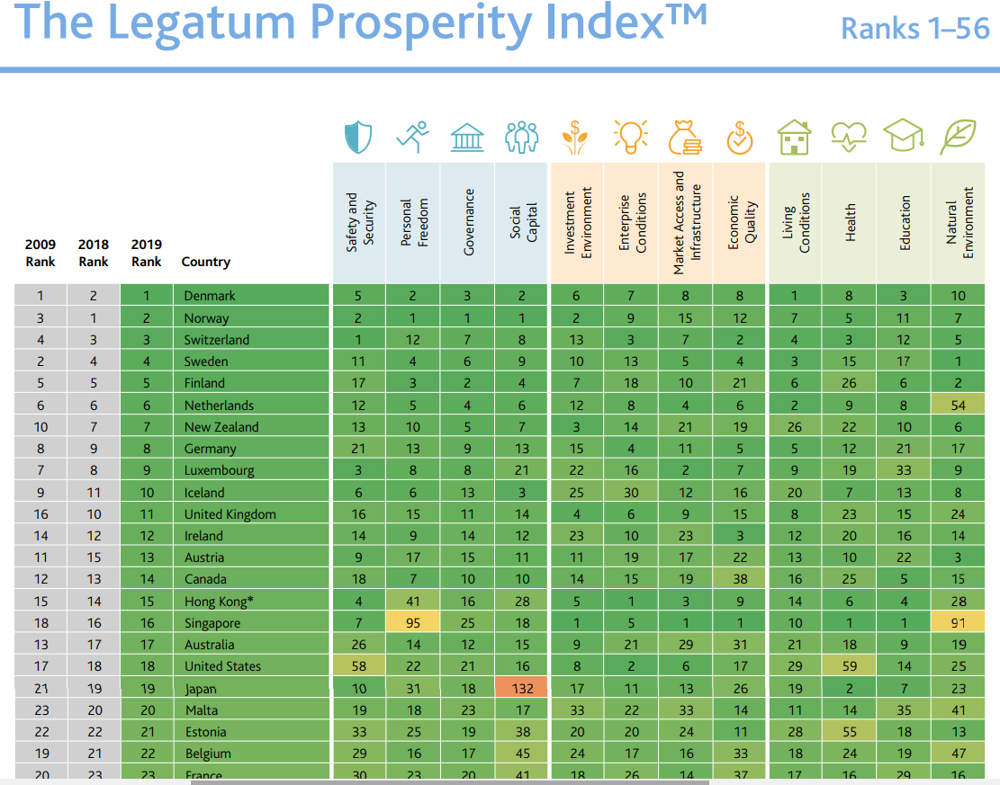 The Legatum Prosperity Index™
Ranks 1–56
2009 Rank 2018 Rank 2019 Rank Country Safety and Security Personal Freedom Governance Social Capital Investment Environment Enterprise Conditions Market Access and Infrastructure Economic Quality Living Conditions Health Education Natural Environment
1 2 1 Denmark 5 2 3 2 6 7 8 8 1 8 3 10
3 1 2 Norway 2 1 1 1 2 9 15 12 7 5 11 7
4 3 3 Switzerland 1 12 7 8 13 3 7 2 4 3 12 5
2 4 4 Sweden 11 4 6 9 10 13 5 4 3 15 17 1
5 5 5 Finland 17 3 2 4 7 18 10 21 6 26 6 2
6 6 6 Netherlands 12 5 4 6 12 8 4 6 2 9 8 54
10 7 7 New Zealand 13 10 5 7 3 14 21 19 26 22 10 6
8 9 8 Germany 21 13 9 13 15 4 11 5 5 12 21 17
7 8 9 Luxembourg 3 8 8 21 22 16 2 7 9 19 33 9
9 11 10 Iceland 6 6 13 3 25 30 12 16 20 7 13 8
16 10 11 United Kingdom 16 15 11 14 4 6 9 15 8 23 15 24
14 12 12 Ireland 14 9 14 12 23 10 23 3 12 20 16 14
11 15 13 Austria 9 17 15 11 11 19 17 22 13 10 22 3
12 13 14 Canada 18 7 10 10 14 15 19 38 16 25 5 15
15 14 15 Hong Kong* 4 41 16 28 5 1 3 9 14 6 4 28
18 16 16 Singapore 7 95 25 18 1 5 1 1 10 1 1 91
13 17 17 Australia 26 14 12 15 9 21 29 31 21 18 9 19
17 18 18 United States 58 22 21 16 8 2 6 17 29 59 14 25
21 19 19 Japan 10 31 18 132 17 11 13 26 19 2 7 23
23 20 20 Malta 19 18 23 17 33 22 33 14 11 14 35 41
22 22 21 Estonia 33 25 19 38 20 20 24 11 28 55 18 13
19 21 22 Belgium 29 16 17 45 24 17 16 33 18 24 19 47
20 23 23 France 30 23 20 41 18 26 14 37 17 16 29 16